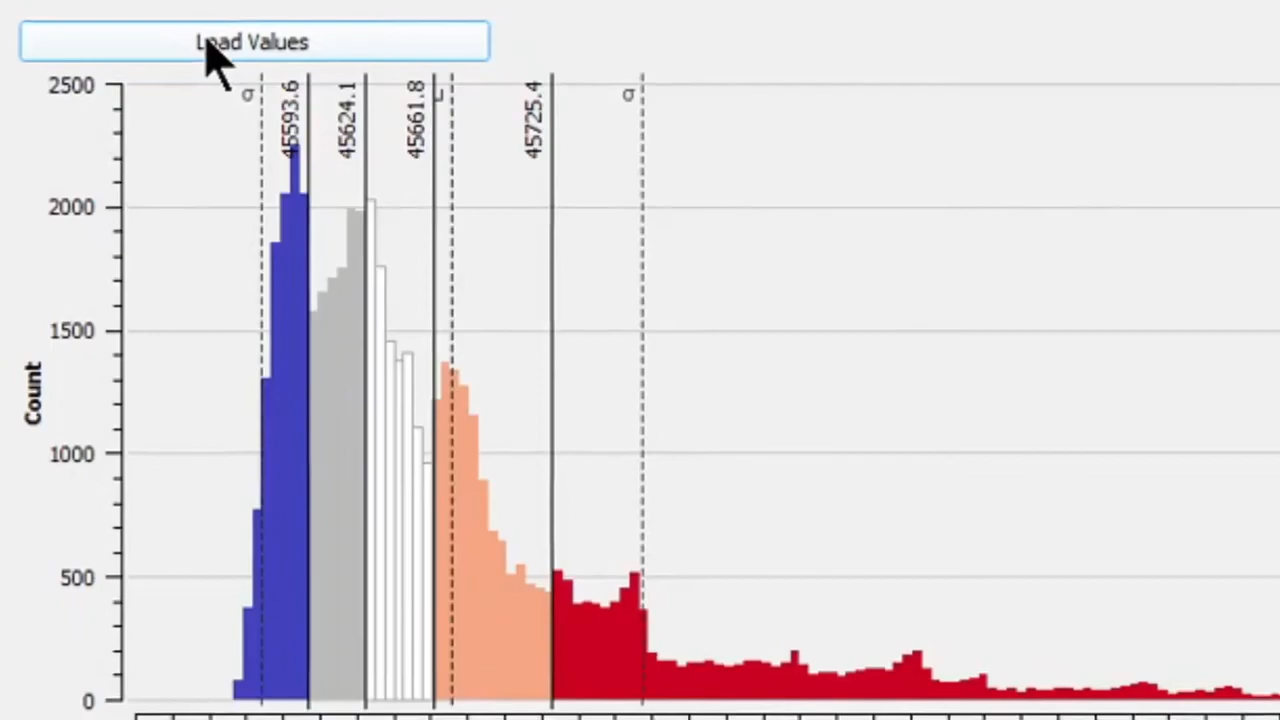 Load Values
2500
σ
45593.6
45624.1
45661.8
μ
45725.4
σ
2000
1500
Count
1000
500
0